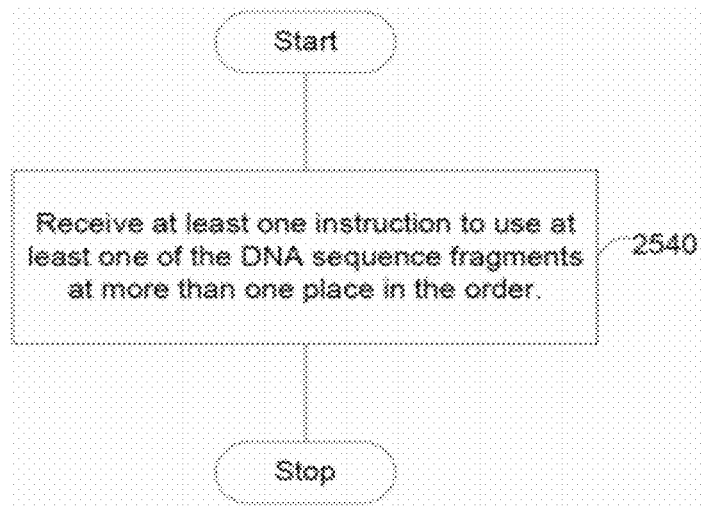 Start
Receive at least one instruction to use at
least one of the DNA sequence fragments
at more than one place in the order.
2540
Stop